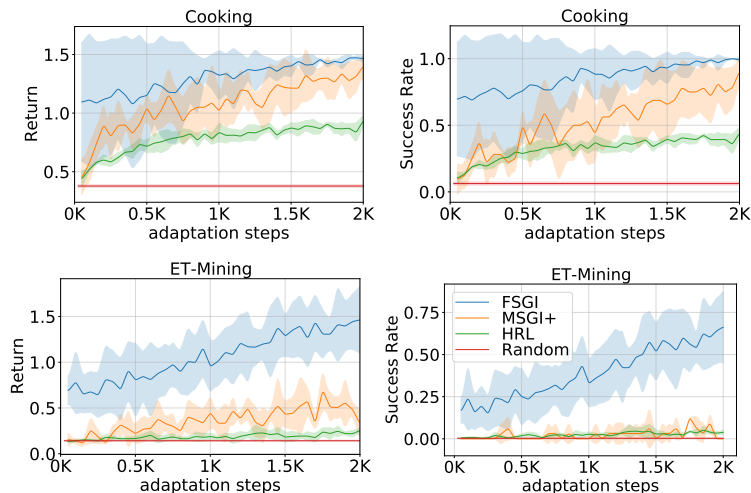 Cooking
Return
1.5
1.0
0.5
0K 0.5K 1K 1.5K 2K
adaptation steps
Cooking
Success Rate
1.0
0.5
0.0
0K 0.5K 1K 1.5K 2K
adaptation steps
ET-Mining
Return
1.5
1.0
0.5
0.0
0K 0.5K 1K 1.5K 2K
adaptation steps
ET-Mining
Success Rate
0.75
0.50
0.25
0.00
FSGI
MSGI+
HRL
Random
0K 0.5K 1K 1.5K 2K
adaptation steps